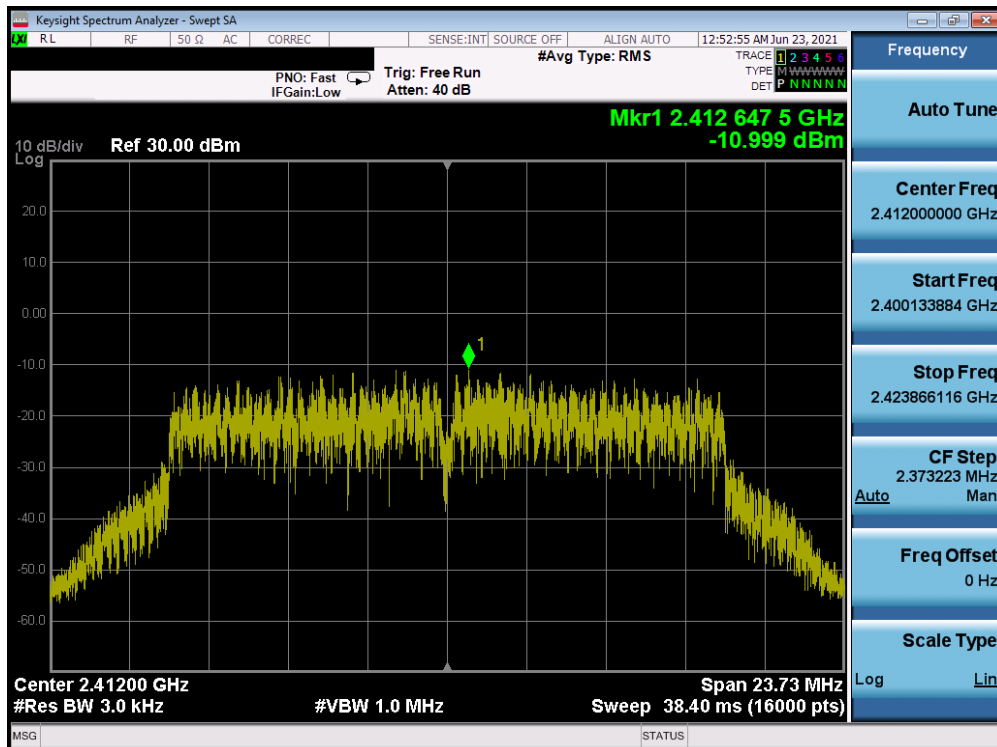 Keysight Spectrum Analyzer - Swept SA
LXI RL RF 50 Ω AC CORREC SENSE:INT SOURCE OFF ALIGN AUTO 12:52:55 AM Jun 23, 2021
#Avg Type: RMS
TRACE 1 2 3 4 5 6
PNO: Fast Trig: Free Run TYPE M WWWWW
IFGain:Low Atten: 40 dB DET P N N N N N
Mkr1 2.412 647 5 GHz
-10.999 dBm
10 dB/div Ref 30.00 dBm
Log
20.0
10.0
0.00
1
-10.0
-20.0
-30.0
-40.0
-50.0
-60.0
Center 2.41200 GHz Span 23.73 MHz
#Res BW 3.0 kHz #VBW 1.0 MHz Sweep 38.40 ms (16000 pts)
MSG STATUS
Frequency
Auto Tune
Center Freq
2.412000000 GHz
Start Freq
2.400133884 GHz
Stop Freq
2.423866116 GHz
CF Step
2.373223 MHz
Auto Man
Freq Offset
0 Hz
Scale Type
Log Lin